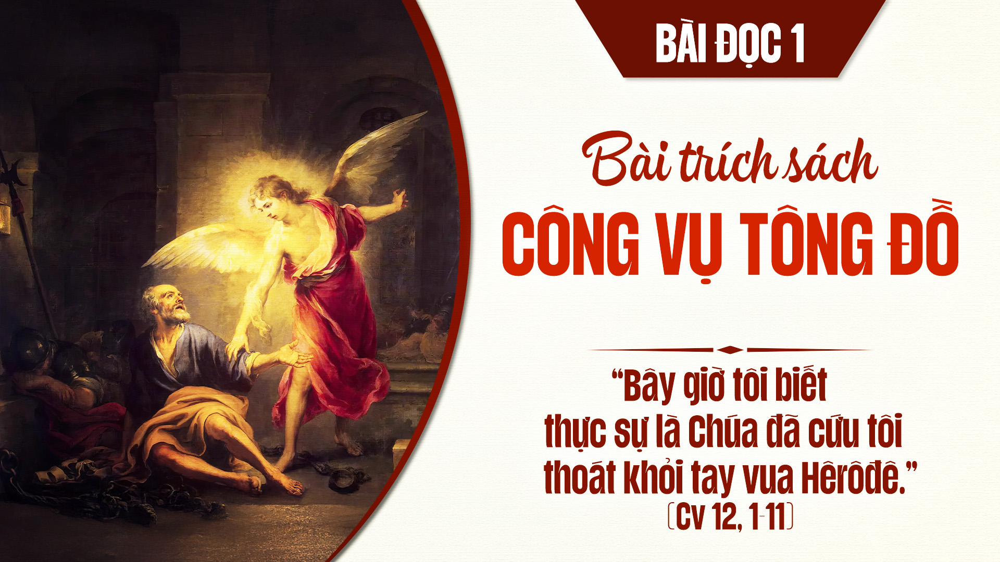 BÀI ĐỌC 1
Bài trích sách
CÔNG VỤ TÔNG ĐỒ
“Bây giờ tôi biết
thực sự là Chúa đã cứu tôi
thoát khỏi tay vua Hêrôđê.”
(Cv 12, 1-11)